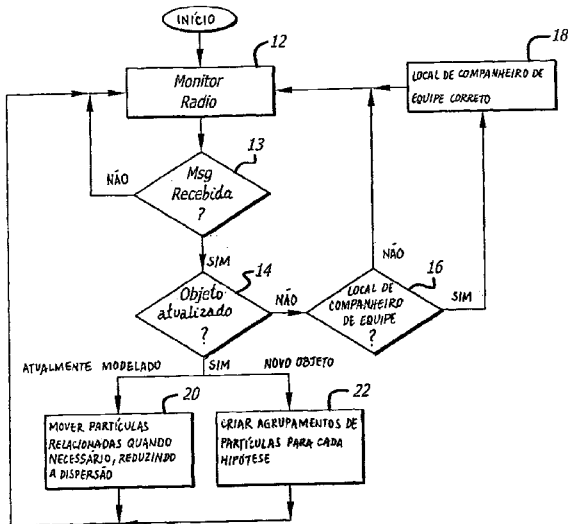 INÍCIO
12
Monitor
Radio
18
LOCAL DE COMPANHEIRO DE
EQUIPE CORRETO
13
Msg
Recebida
?
NÃO
SIM
14
Objeto
atualizado
?
NÃO
16
LOCAL DE
COMPANHEIRO
DE EQUIPE
?
NÃO
SIM
ATUALMENTE MODELADO
SIM
NOVO OBJETO
20
MOVER PARTÍCULAS
RELACIONADAS QUANDO
NECESSÁRIO, REDUZINDO
A DISPERSÃO
22
CRIAR AGRUPAMENTOS DE
PARTÍCULAS PARA CADA
HIPÓTESE